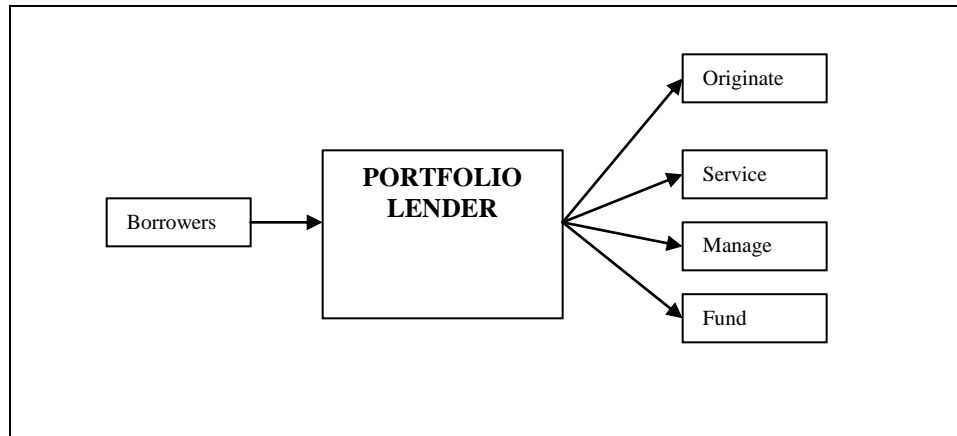 Originate
PORTFOLIO
LENDER
Service
Borrowers
Manage
Fund